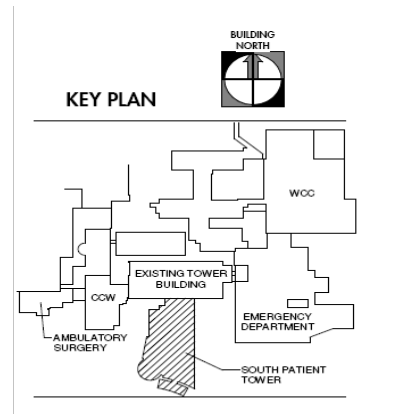 BUILDING
NORTH
KEY PLAN
WCC
EXISTING TOWER
BUILDING
CCW
EMERGENCY
DEPARTMENT
AMBULATORY
SURGERY
SOUTH PATIENT
TOWER